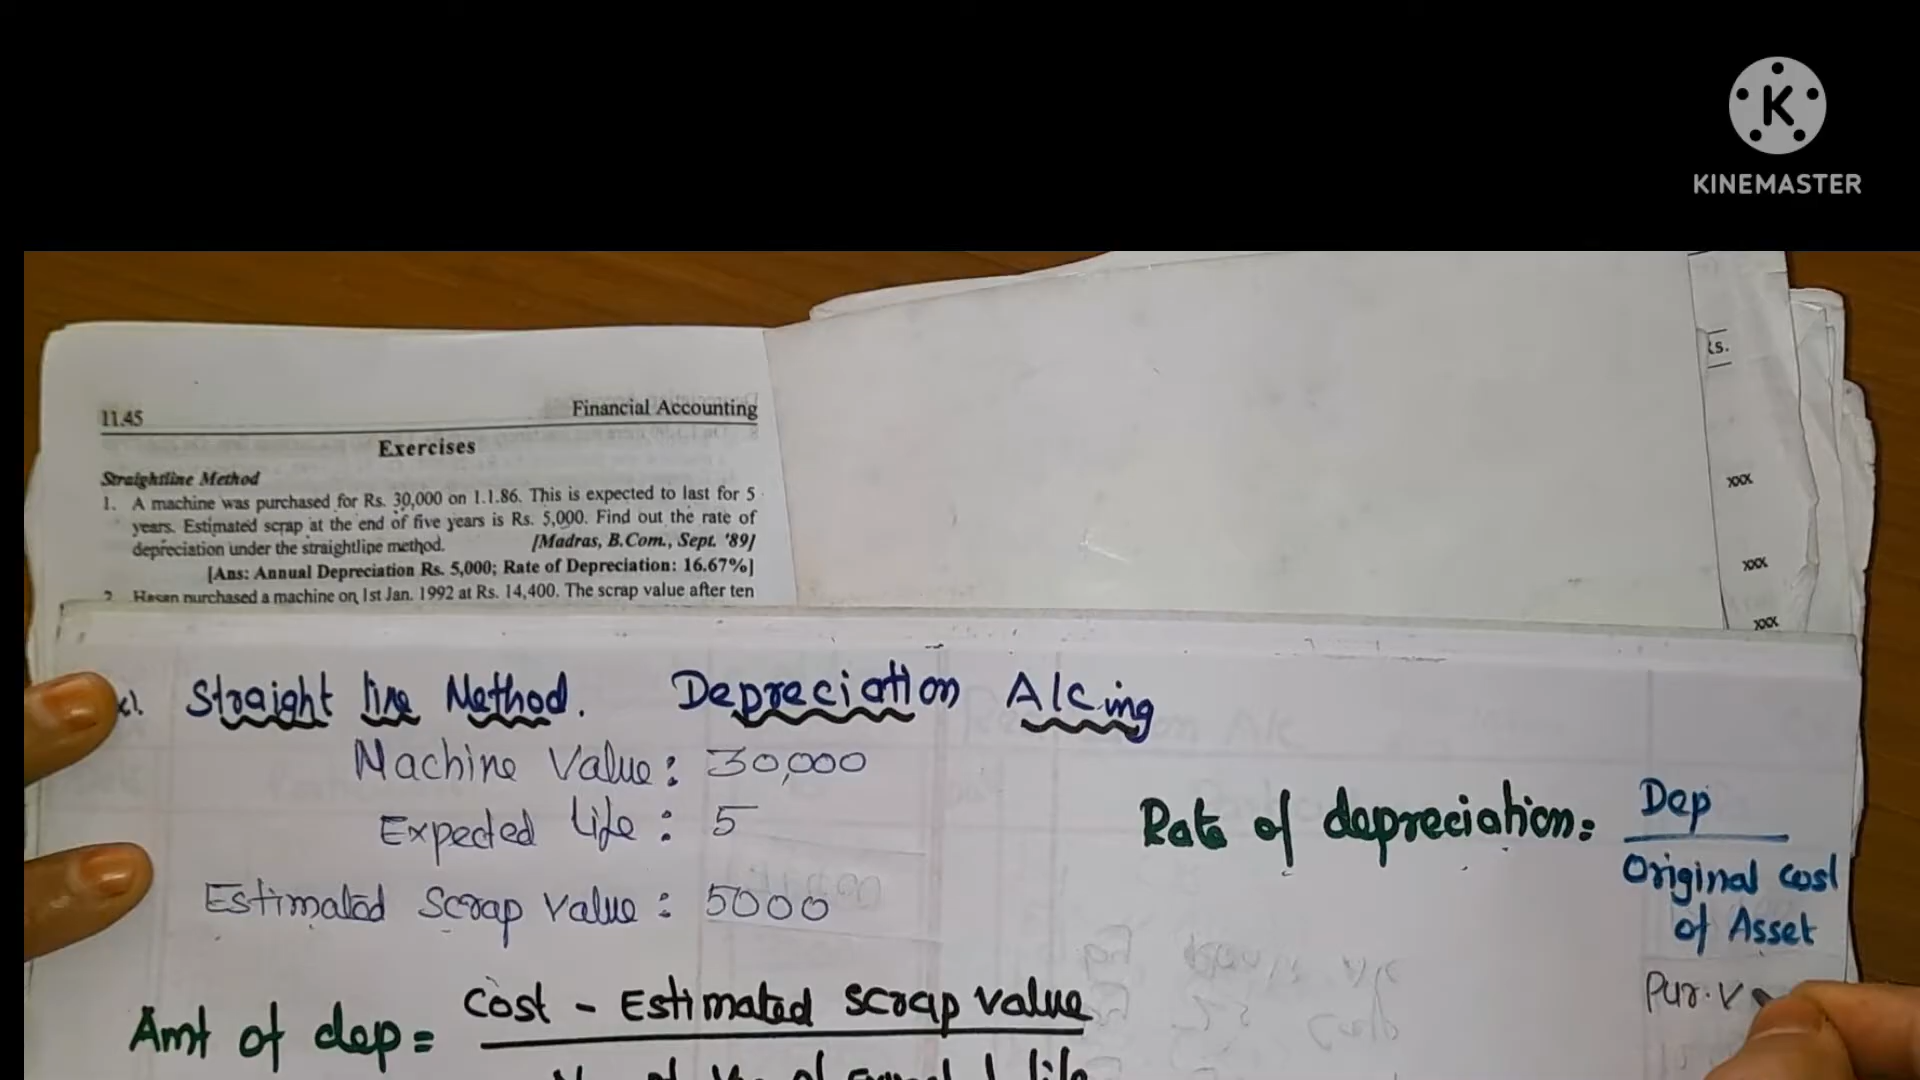 KINEMASTER
Rs.
11.45 Financial Accounting
Exercises
Straightline Method
1. A machine was purchased for Rs. 30,000 on 1.1.86. This is expected to last for 5
years. Estimated scrap at the end of five years is Rs. 5,000. Find out the rate of
depreciation under the straightline method. [Madras, B.Com., Sept. '89]
[Ans: Annual Depreciation Rs. 5,000; Rate of Depreciation: 16.67%]
2. Hasan purchased a machine on 1st Jan. 1992 at Rs. 14,400. The scrap value after ten
xxx
xxx
xxx
Straight line Method. Depreciation A/cing
Machine Value: 30,000
Expected life: 5
Estimated Scrap Value: 5000
Rate of depreciation= Dep
Original cost
of Asset
Pur. V
Amt of dep= Cost - Estimated scrap value
life